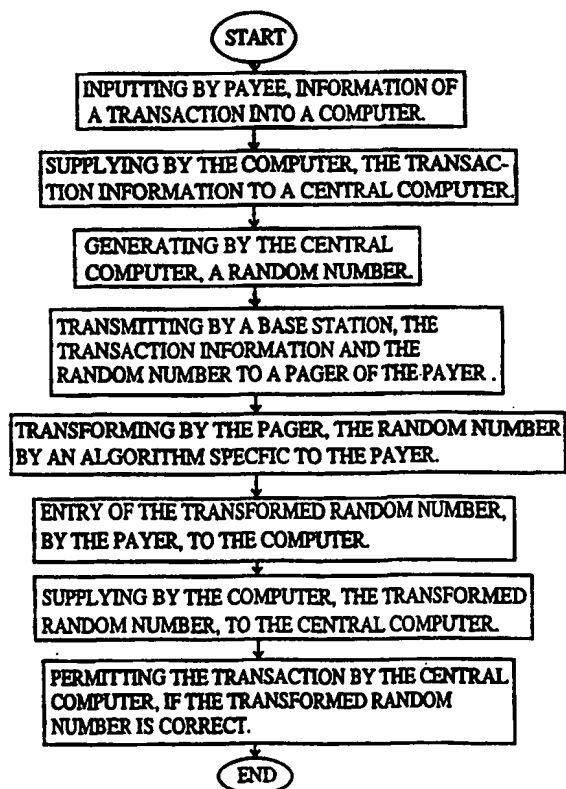 START
INPUTTING BY PAYEE, INFORMATION OF
A TRANSACTION INTO A COMPUTER.
SUPPLYING BY THE COMPUTER, THE TRANSAC-
TION INFORMATION TO A CENTRAL COMPUTER.
GENERATING BY THE CENTRAL
COMPUTER, A RANDOM NUMBER.
TRANSMITTING BY A BASE STATION, THE
TRANSACTION INFORMATION AND THE
RANDOM NUMBER TO A PAGER OF THE PAYER .
TRANSFORMING BY THE PAGER, THE RANDOM NUMBER
BY AN ALGORITHM SPECFIC TO THE PAYER.
ENTRY OF THE TRANSFORMED RANDOM NUMBER,
BY THE PAYER, TO THE COMPUTER.
SUPPLYING BY THE COMPUTER, THE TRANSFORMED
RANDOM NUMBER, TO THE CENTRAL COMPUTER.
PERMITTING THE TRANSACTION BY THE CENTRAL
COMPUTER, IF THE TRANSFORMED RANDOM
NUMBER IS CORRECT.
END